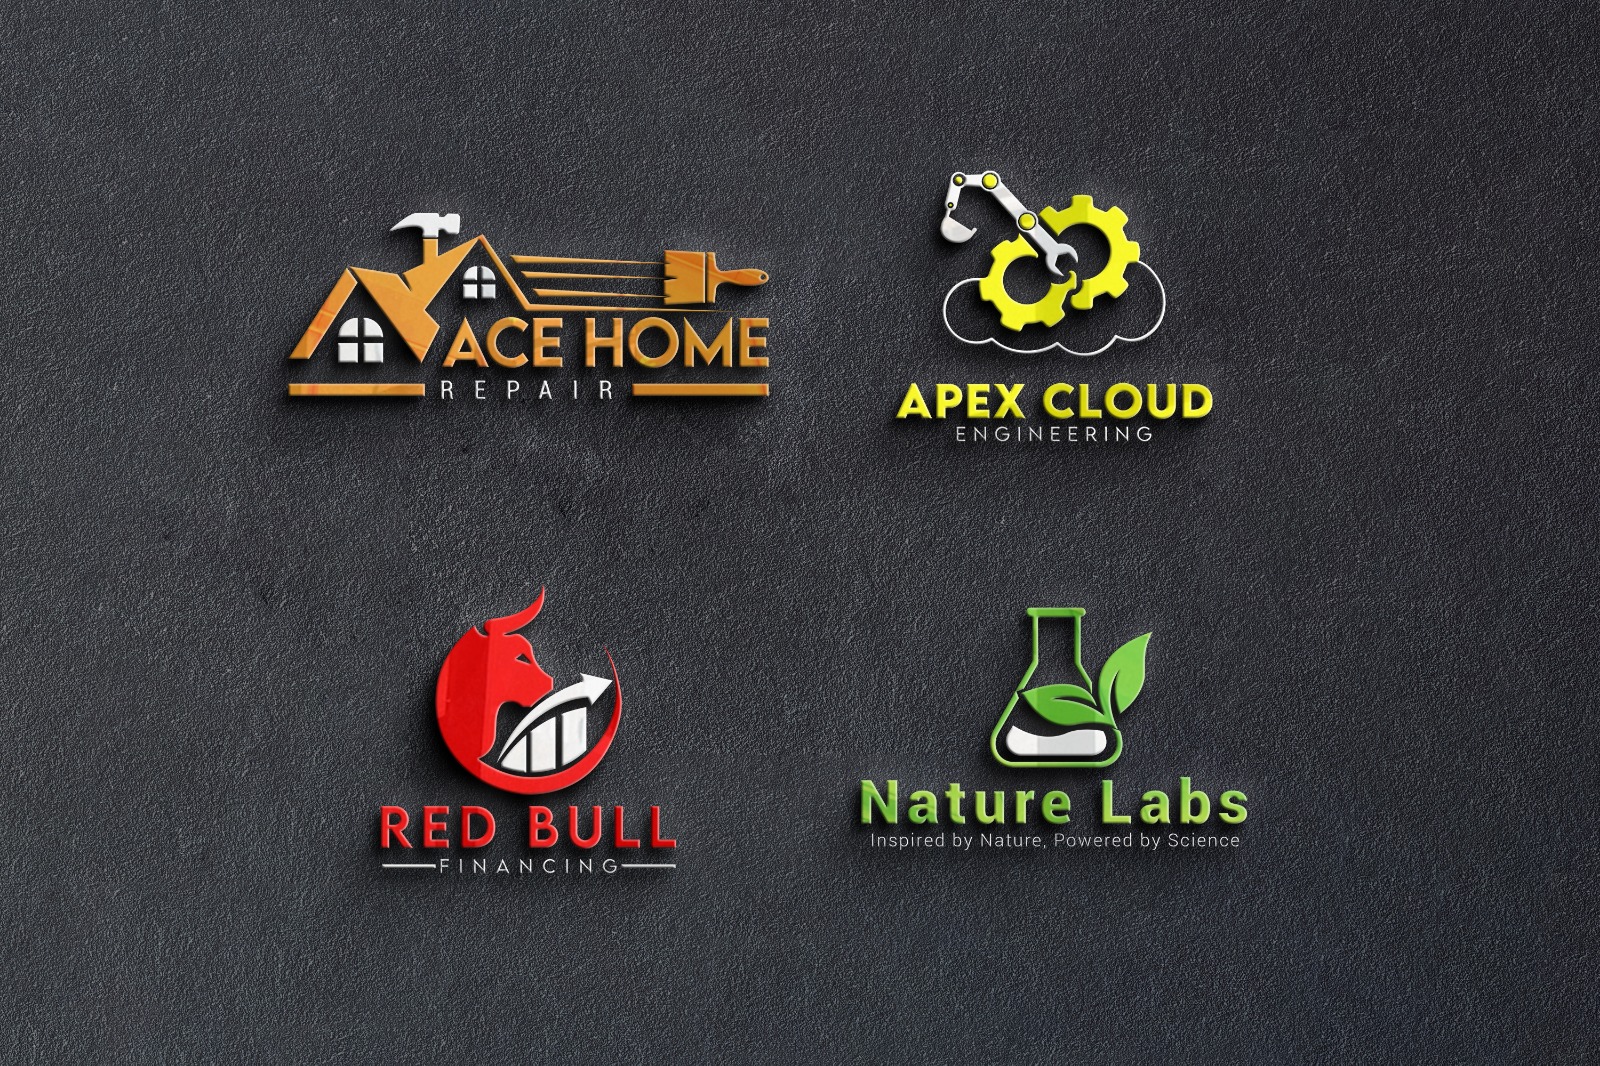 ACE HOME
REPAIR
APEX CLOUD
ENGINEERING
RED BULL
FINANCING
Nature Labs
Inspired by Nature, Powered by Science